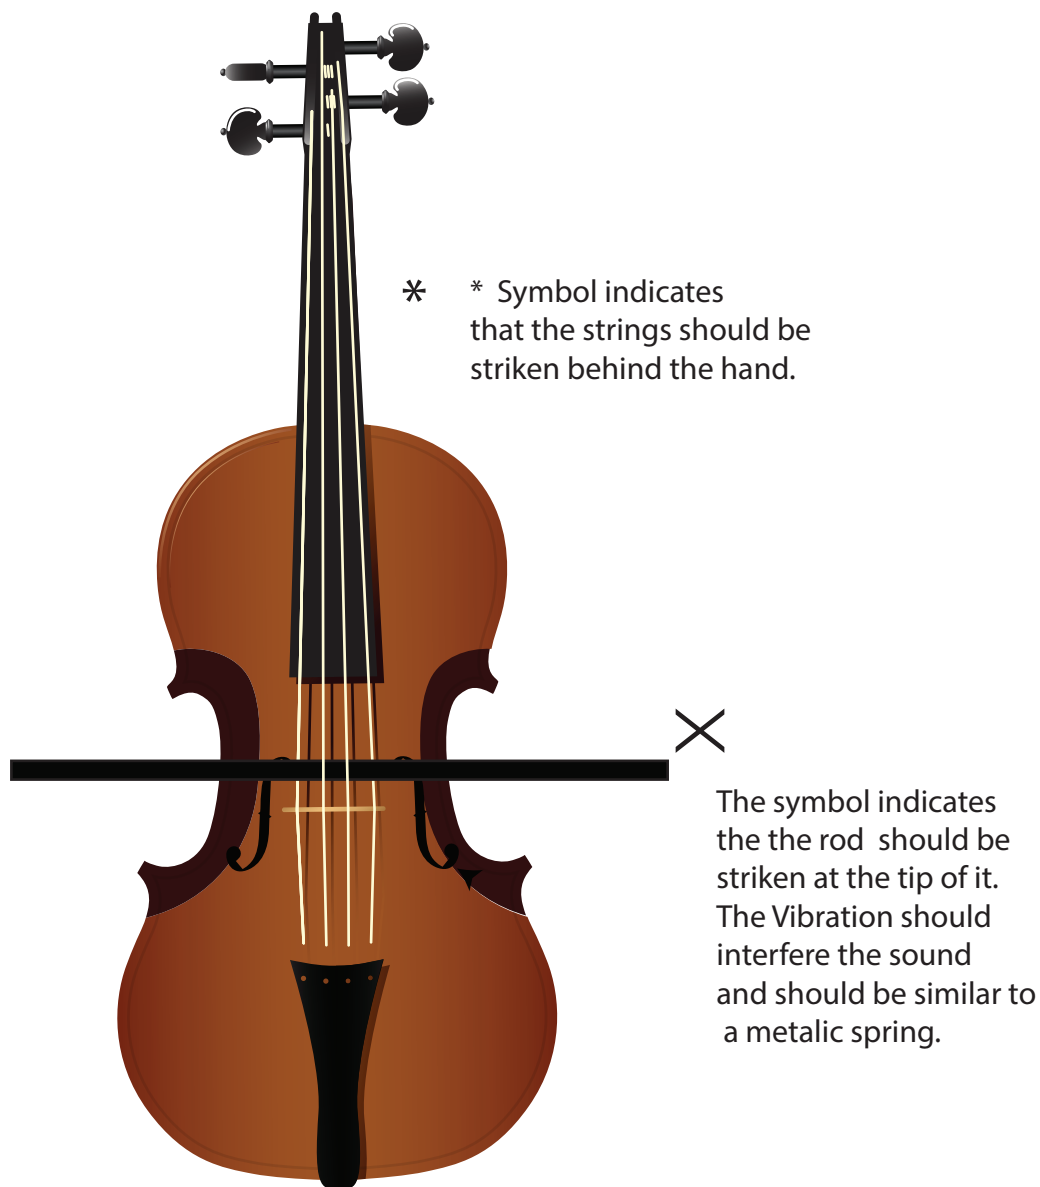 * * Symbol indicates
that the strings should be
striken behind the hand.
The symbol indicates
the the rod should be
striken at the tip of it.
The Vibration should
interfere the sound
and should be similar to
a metalic spring.